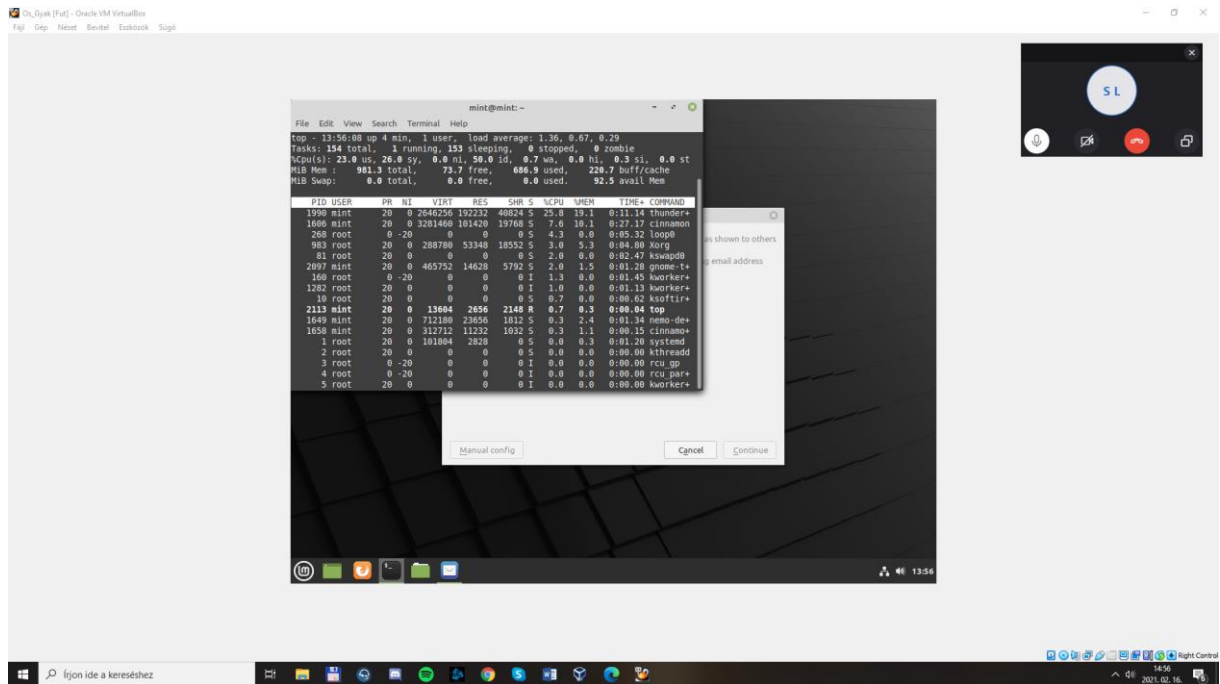 Os_Gyak [Fut] - Oracle VM VirtualBox
Fájl Gép Nézet Bevitel Eszközök Súgó
S L
mint@mint: ~
File Edit View Search Terminal Help
top - 13:56:08 up 4 min, 1 user, load average: 1.36, 0.67, 0.29
Tasks: 154 total, 1 running, 153 sleeping, 0 stopped, 0 zombie
%Cpu(s): 23.0 us, 26.0 sy, 0.0 ni, 50.0 id, 0.7 wa, 0.0 hi, 0.3 si, 0.0 st
MiB Mem : 981.3 total, 73.7 free, 686.9 used, 220.7 buff/cache
MiB Swap: 0.0 total, 0.0 free, 0.0 used. 92.5 avail Mem
PID USER PR NI VIRT RES SHR S %CPU %MEM TIME+ COMMAND
1990 mint 20 0 2646256 192232 40824 S 25.8 19.1 0:11.14 thunder+
1606 mint 20 0 3281460 101420 19768 S 7.6 10.1 0:27.17 cinnamon
268 root 0 -20 0 0 0 S 4.3 0.0 0:05.32 loop0
983 root 20 0 288780 53348 18552 S 3.0 5.3 0:04.80 Xorg
81 root 20 0 0 0 0 S 2.0 0.0 0:02.47 kswapd0
2097 mint 20 0 465752 14628 5792 S 2.0 1.5 0:01.28 gnome-t+
160 root 0 -20 0 0 0 I 1.3 0.0 0:01.45 kworker+
1282 root 20 0 0 0 0 I 1.0 0.0 0:01.13 kworker+
10 root 20 0 0 0 0 S 0.7 0.0 0:00.62 ksoftir+
2113 mint 20 0 13604 2656 2148 R 0.7 0.3 0:00.04 top
1649 mint 20 0 712180 23656 1812 S 0.3 2.4 0:01.34 nemo-de+
1658 mint 20 0 312712 11232 1032 S 0.3 1.1 0:00.15 cinnamo+
1 root 20 0 101804 2828 0 S 0.0 0.3 0:01.20 systemd
2 root 20 0 0 0 0 S 0.0 0.0 0:00.00 kthreadd
3 root 0 -20 0 0 0 I 0.0 0.0 0:00.00 rcu_gp
4 root 0 -20 0 0 0 I 0.0 0.0 0:00.00 rcu_par+
5 root 20 0 0 0 0 I 0.0 0.0 0:00.00 kworker+
as shown to others
email address
Manual config Cancel Continue
13:56
Right Control
Írjon ide a kereséshez
14:56
2021. 02. 16.